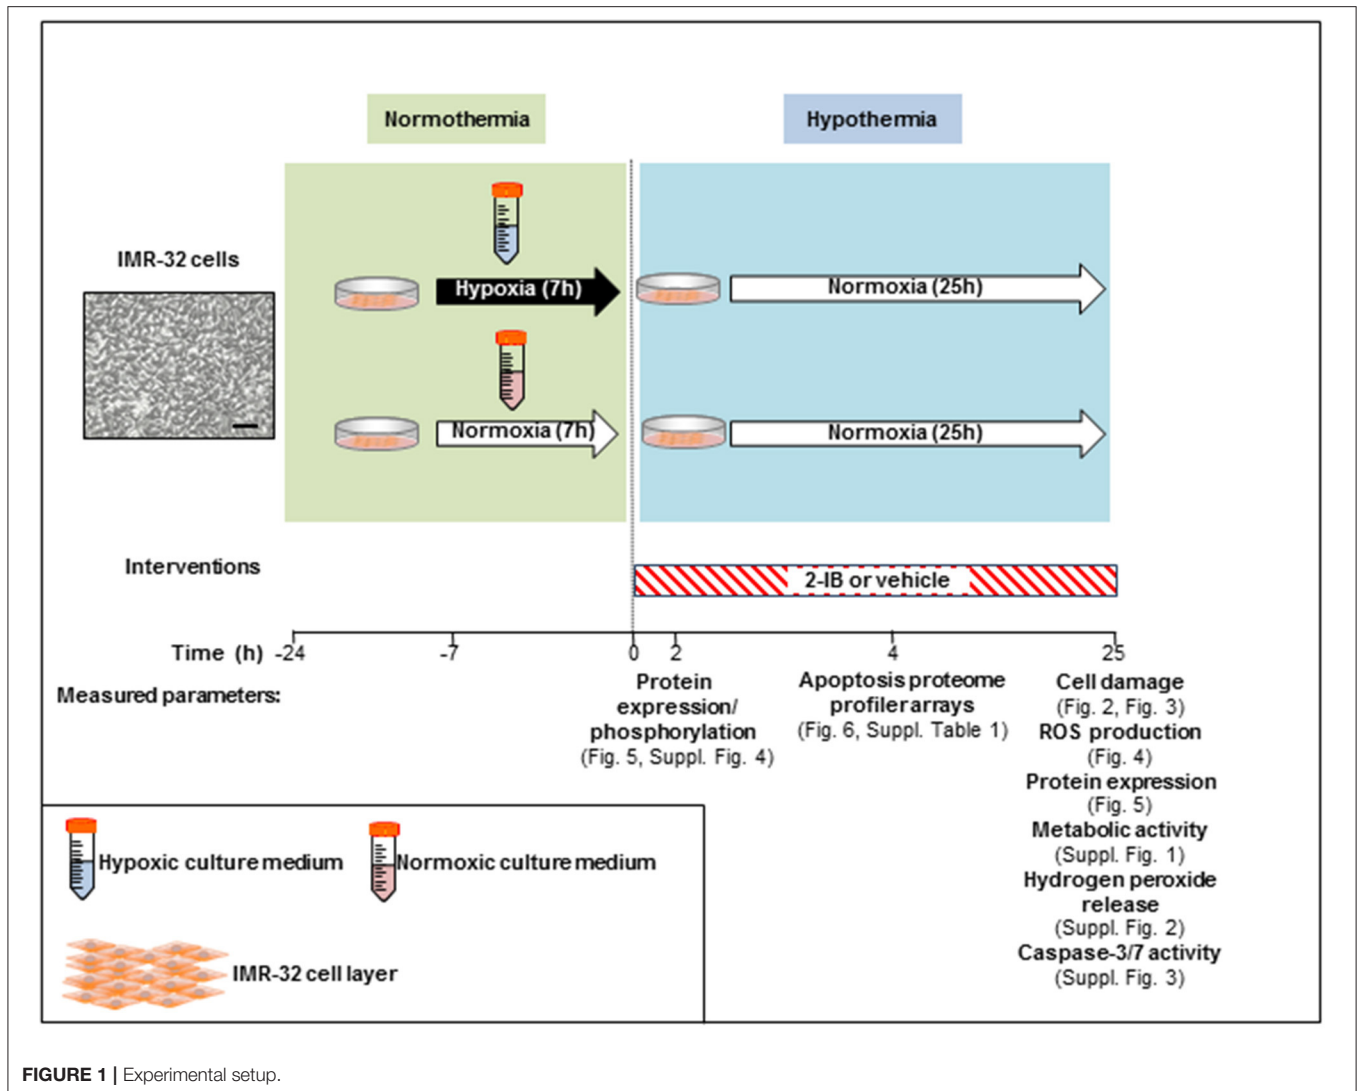 Normothermia
Hypothermia
IMR-32 cells
Hypoxia (7h)
Normoxia (25h)
Normoxia (7h)
Normoxia (25h)
Interventions
2-IB or vehicle
Time (h) -24 -7 0 2 4 25
Measured parameters:
Protein
expression/
phosphorylation
(Fig. 5, Suppl. Fig. 4)
Apoptosis proteome
profiler arrays
(Fig. 6, Suppl. Table 1)
Cell damage
(Fig. 2, Fig. 3)
ROS production
(Fig. 4)
Protein expression
(Fig. 5)
Metabolic activity
(Suppl. Fig. 1)
Hydrogen peroxide
release
(Suppl. Fig. 2)
Caspase-3/7 activity
(Suppl. Fig. 3)
Hypoxic culture medium
Normoxic culture medium
IMR-32 cell layer
FIGURE 1 | Experimental setup.